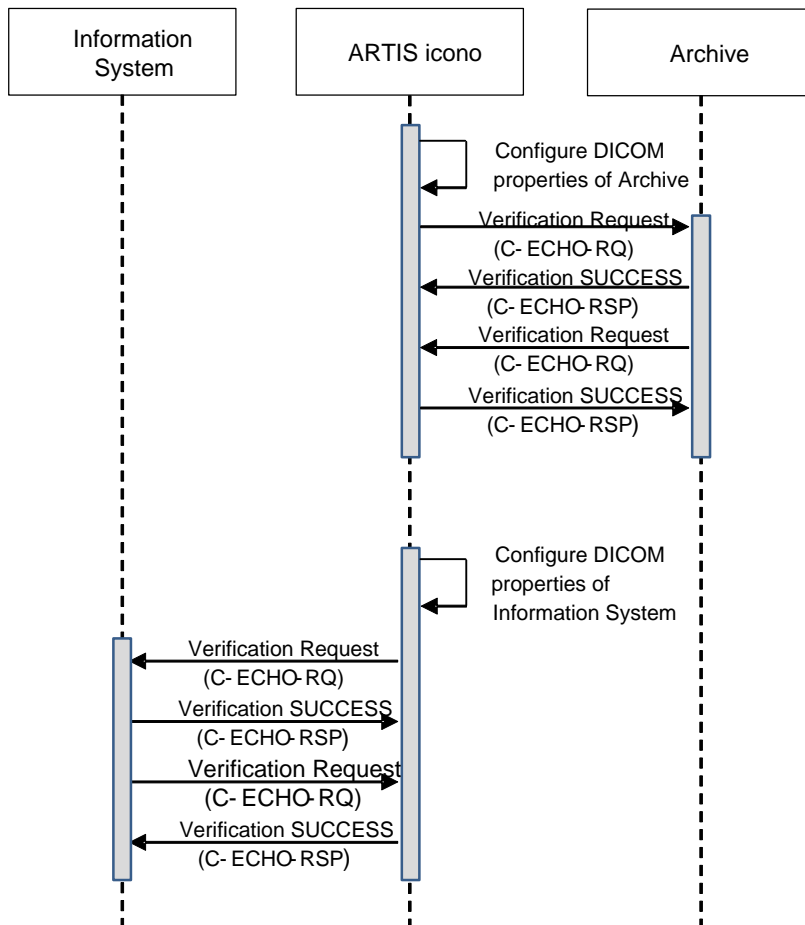 Information
System
ARTIS icono
Archive
Configure DICOM
properties of Archive
Verification Request
(C- ECHO-RQ)
Verification SUCCESS
(C- ECHO-RSP)
Verification Request
(C- ECHO-RQ)
Verification SUCCESS
(C- ECHO-RSP)
Configure DICOM
properties of
Information System
Verification Request
(C- ECHO-RQ)
Verification SUCCESS
(C- ECHO-RSP)
Verification Request
(C- ECHO-RQ)
Verification SUCCESS
(C- ECHO-RSP)